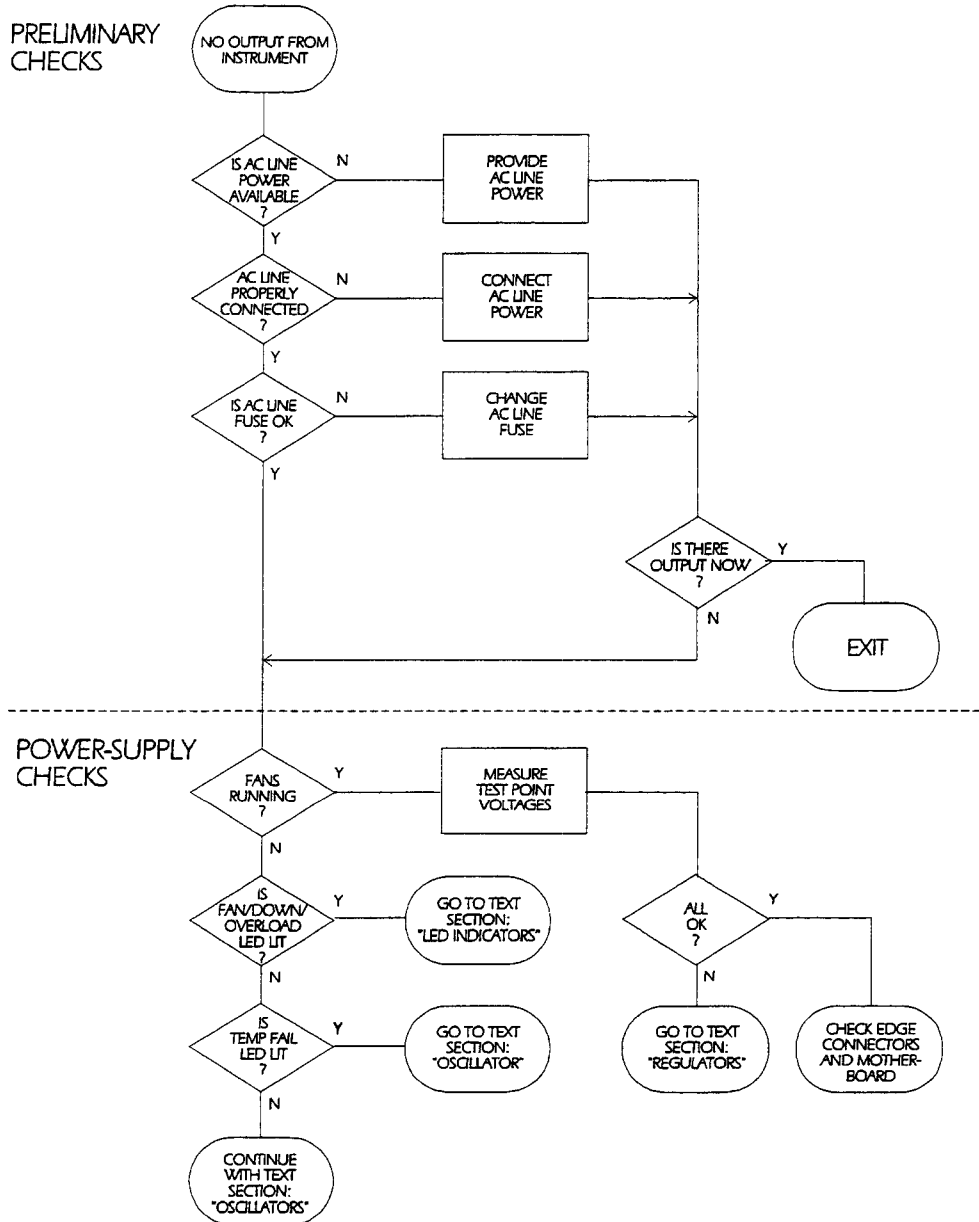 PRELIMINARY
CHECKS
NO OUTPUT FROM
INSTRUMENT
IS AC LINE
POWER
AVAILABLE
?
N
Y
PROVIDE
AC LINE
POWER
AC LINE
PROPERLY
CONNECTED
?
N
Y
CONNECT
AC LINE
POWER
IS AC LINE
FUSE OK
?
N
Y
CHANGE
AC LINE
FUSE
IS THERE
OUTPUT NOW
?
Y
N
EXIT
POWER-SUPPLY
CHECKS
FANS
RUNNING
?
Y
N
MEASURE
TEST POINT
VOLTAGES
IS
FAN/DOWN/
OVERLOAD
LED LIT
?
Y
N
GO TO TEXT
SECTION:
"LED INDICATORS"
ALL
OK
?
Y
N
IS
TEMP FAIL
LED LIT
?
Y
N
GO TO TEXT
SECTION:
"OSCILLATOR"
GO TO TEXT
SECTION:
"REGULATORS"
CHECK EDGE
CONNECTORS
AND MOTHER-
BOARD
CONTINUE
WITH TEXT
SECTION:
"OSCILLATORS"